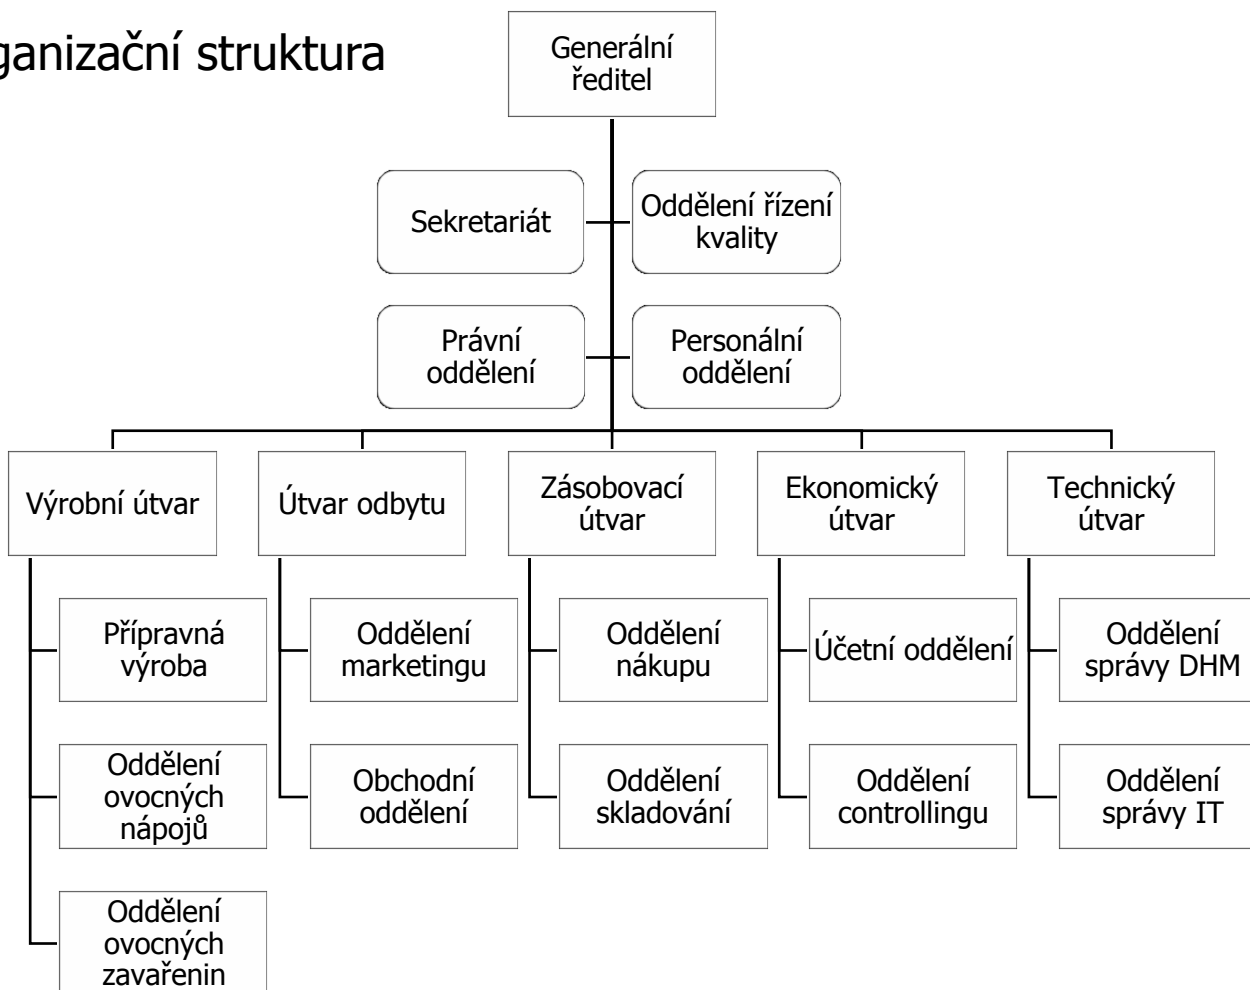 ganizační struktura
Generální
ředitel
Sekretariát
Oddělení řízení
kvality
Právní
oddělení
Personální
oddělení
Výrobní útvar
Útvar odbytu
Zásobovací
útvar
Ekonomický
útvar
Technický
útvar
Přípravná
výroba
Oddělení
marketingu
Oddělení
nákupu
Účetní oddělení
Oddělení
správy DHM
Oddělení
ovocných
nápojů
Obchodní
oddělení
Oddělení
skladování
Oddělení
controllingu
Oddělení
správy IT
Oddělení
ovocných
zavařenin